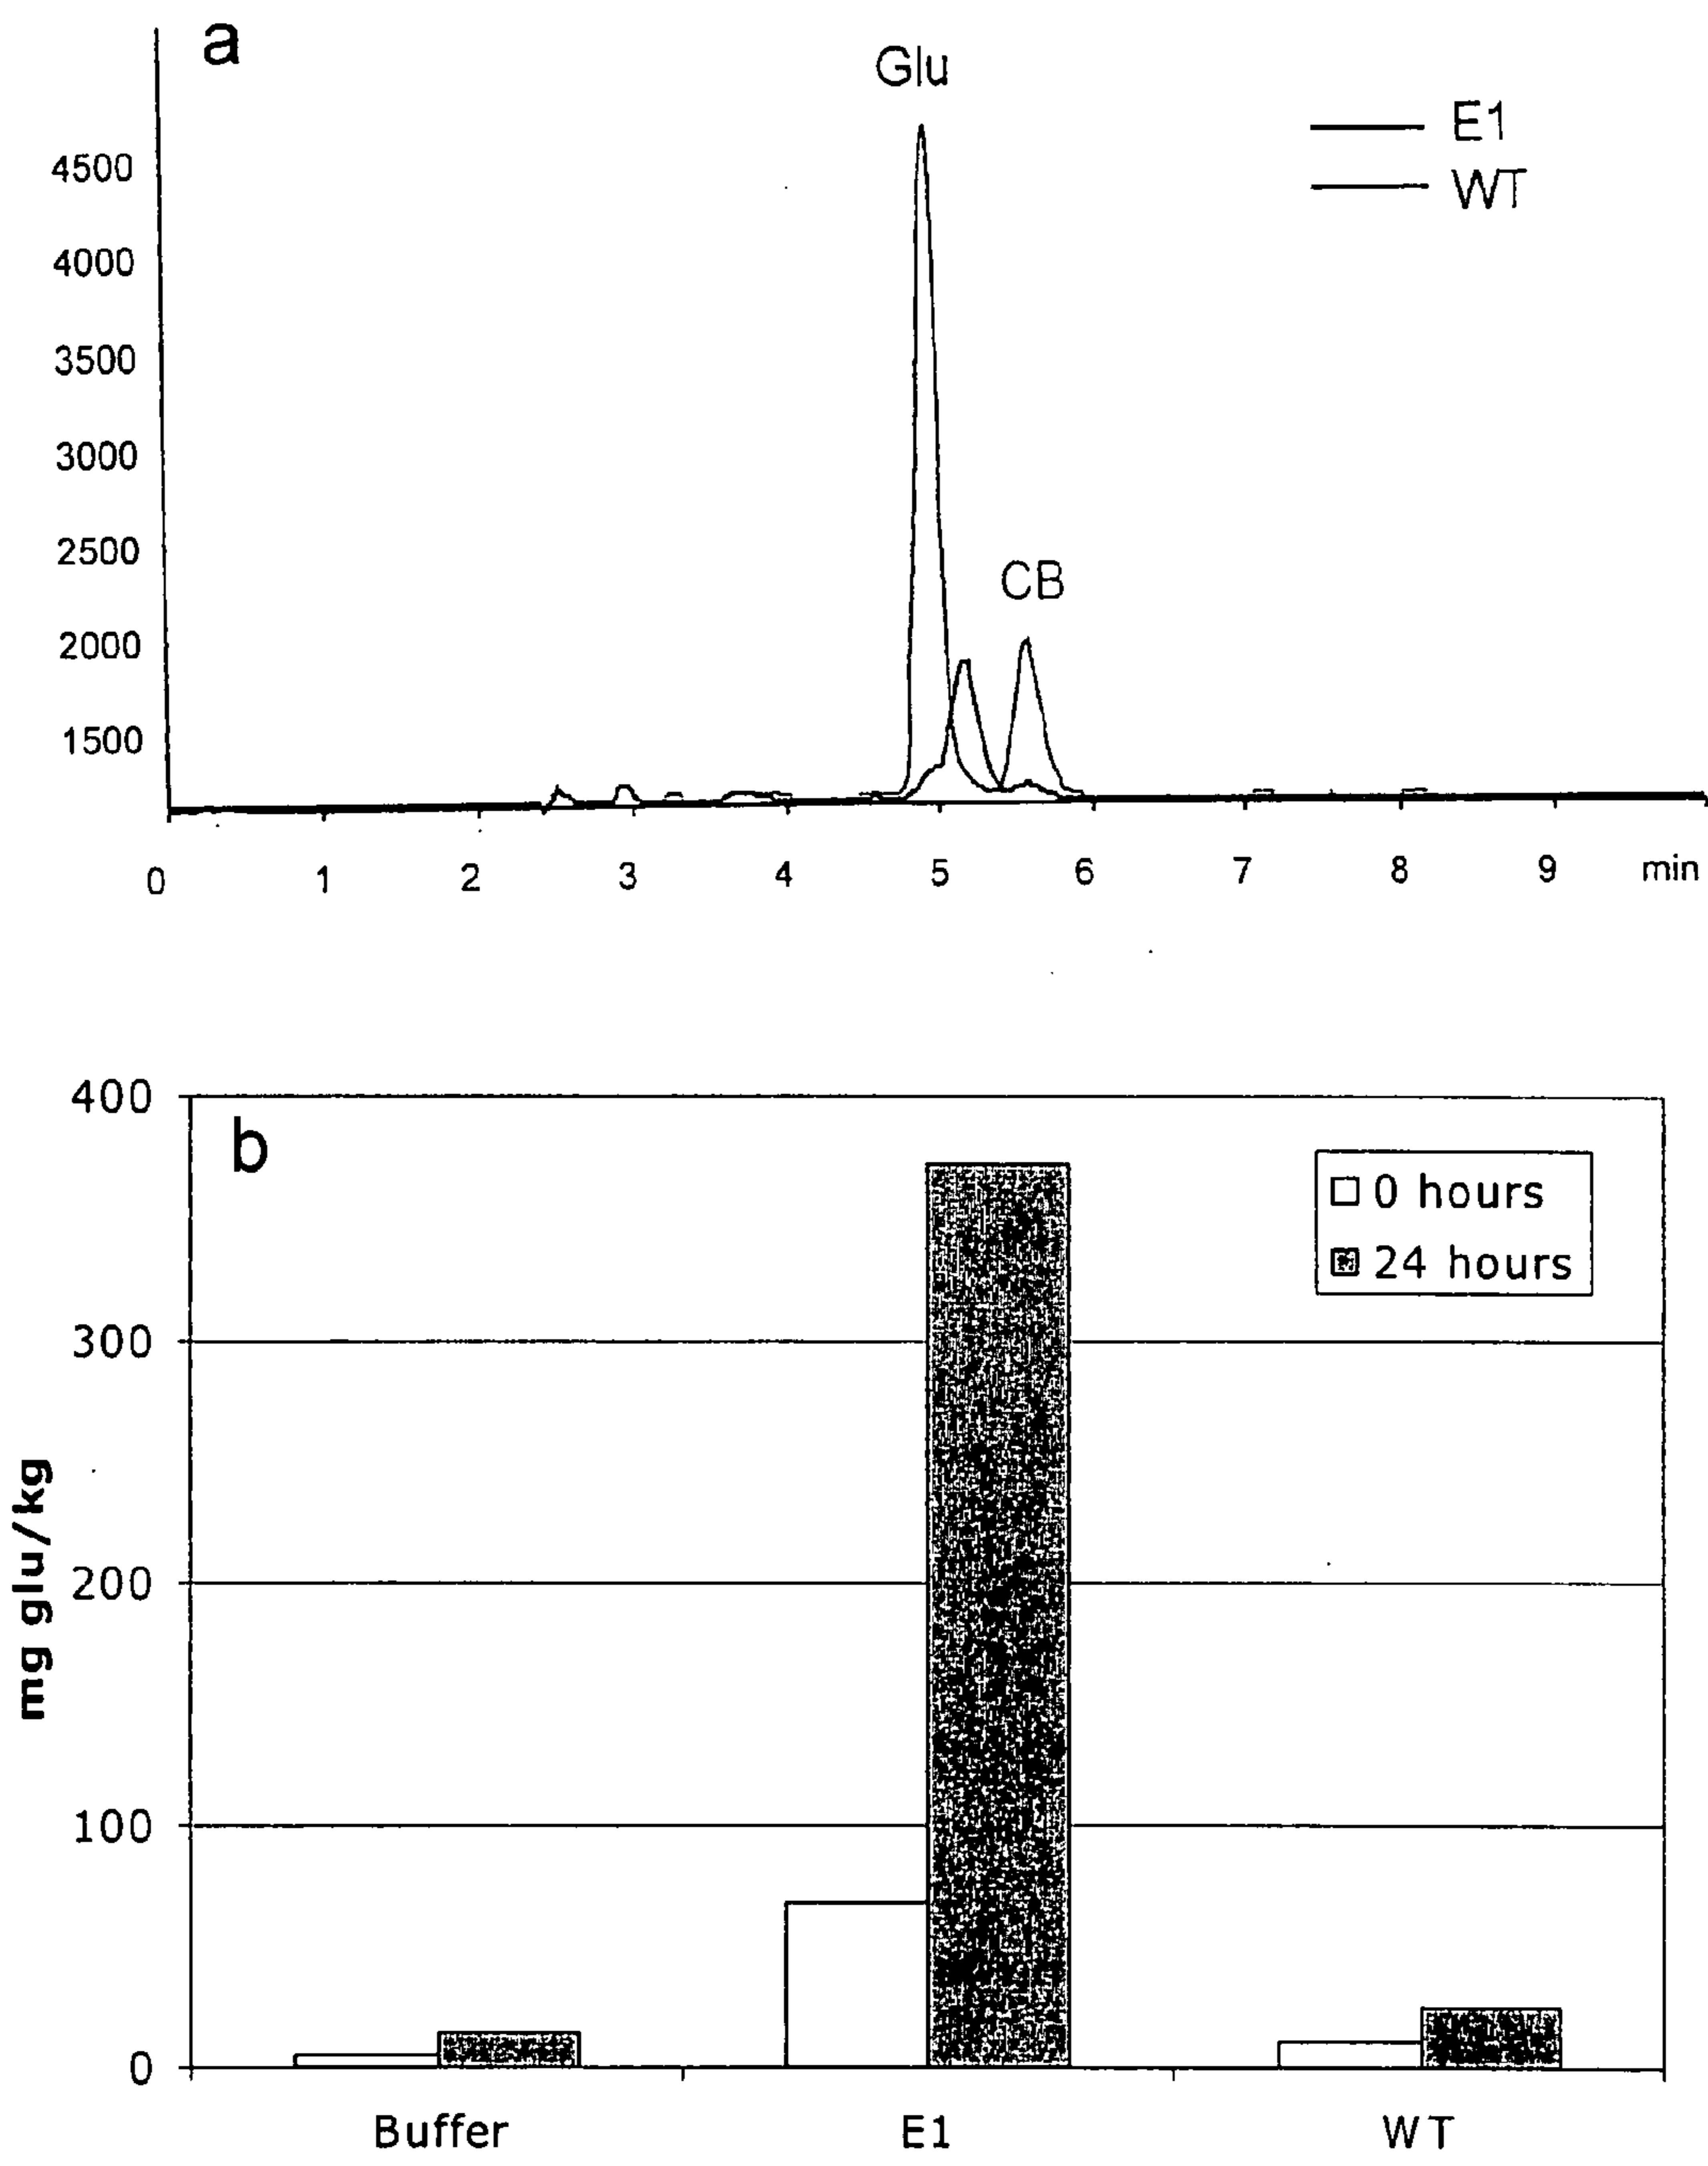 a
Glu
E1
WT
4500
4000
3500
3000
2500
CB
2000
1500
0 1 2 3 4 5 6 7 8 9 min
400
b
0 hours
24 hours
300
200
100
0
mg glu/kg
Buffer E1 WT